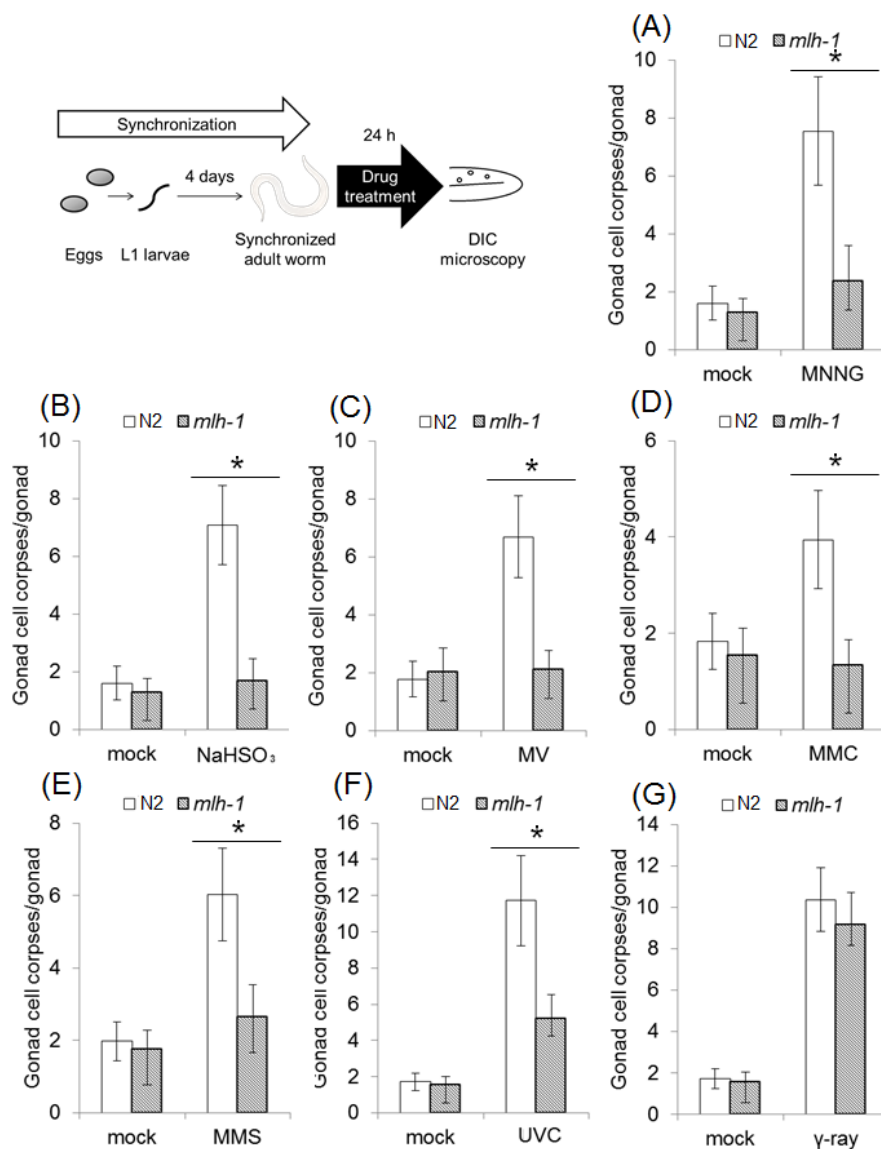 Synchronization
4 days
Eggs
L1 larvae
Synchronized
adult worm
24 h
Drug
treatment
DIC
microscopy
(A)
N2 mlh-1
Gonad cell corpses/gonad
10
8
6
4
2
0
*
mock MNNG
(B)
N2 mlh-1
Gonad cell corpses/gonad
10
8
6
4
2
0
*
mock NaHSO₃
(C)
N2 mlh-1
Gonad cell corpses/gonad
10
8
6
4
2
0
*
mock MV
(D)
N2 mlh-1
Gonad cell corpses/gonad
6
4
2
0
*
mock MMC
(E)
N2 mlh-1
Gonad cell corpses/gonad
8
6
4
2
0
*
mock MMS
(F)
N2 mlh-1
Gonad cell corpses/gonad
16
14
12
10
8
6
4
2
0
*
mock UVC
(G)
N2 mlh-1
Gonad cell corpses/gonad
14
12
10
8
6
4
2
0
mock γ-ray